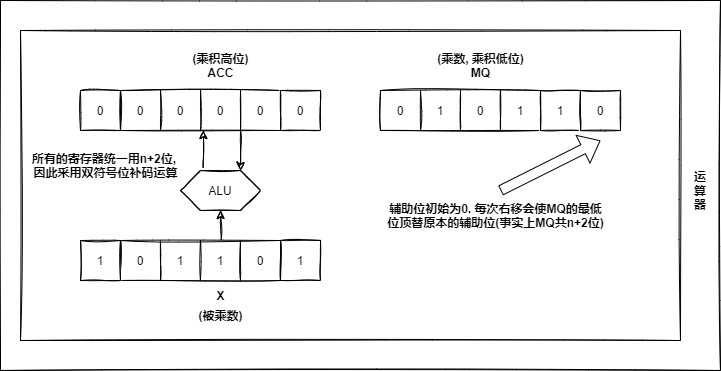 (乘积高位)
ACC
0 0 0 0 0 0
(乘数, 乘积低位)
MQ
0 1 0 1 1 0
所有的寄存器统一用n+2位,
因此采用双符号位补码运算
ALU
辅助位初始为0. 每次右移会使MQ的最低
位顶替原本的辅助位(事实上MQ共n+2位)
1 0 1 1 0 1
X
(被乘数)
运
算
器